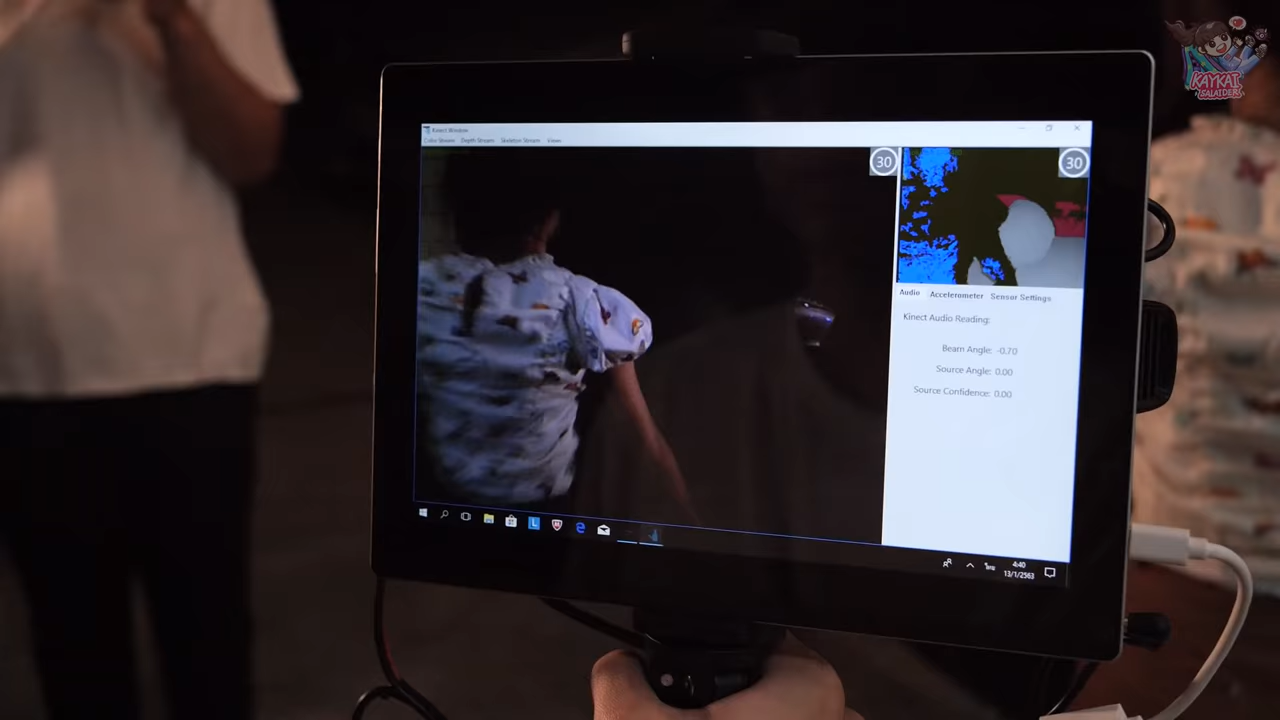 KAYKAI
SALAIDER
Kinect Window
Color Stream Depth Stream Skeleton Stream Views
30
30
Audio Accelerometer Sensor Settings
Kinect Audio Reading:
Beam Angle: -0.70
Source Angle: 0.00
Source Confidence: 0.00
L
4:40
13/1/2563